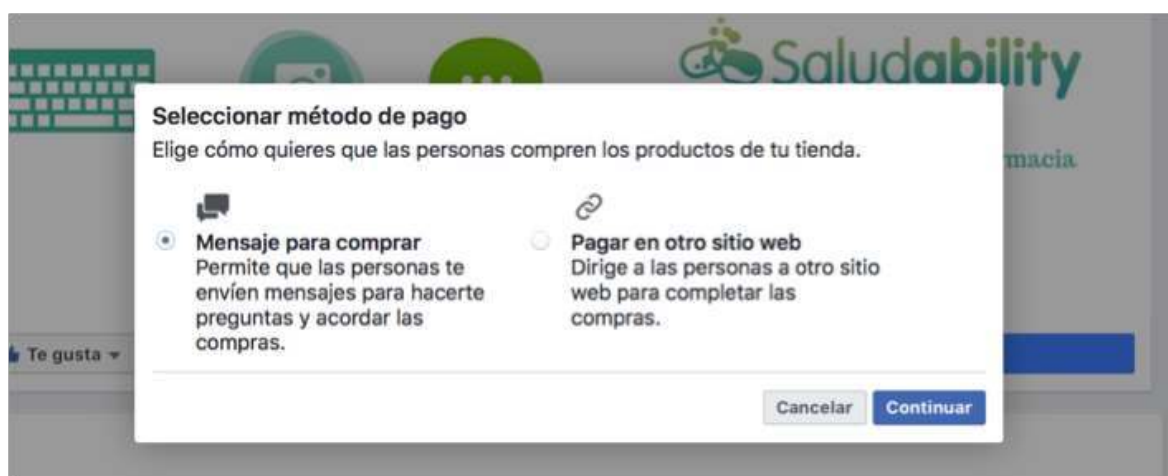 Saludability
macia
Seleccionar método de pago
Elige cómo quieres que las personas compren los productos de tu tienda.
Mensaje para comprar
Permite que las personas te
envíen mensajes para hacerte
preguntas y acordar las
compras.
Pagar en otro sitio web
Dirige a las personas a otro sitio
web para completar las
compras.
Te gusta
Cancelar
Continuar